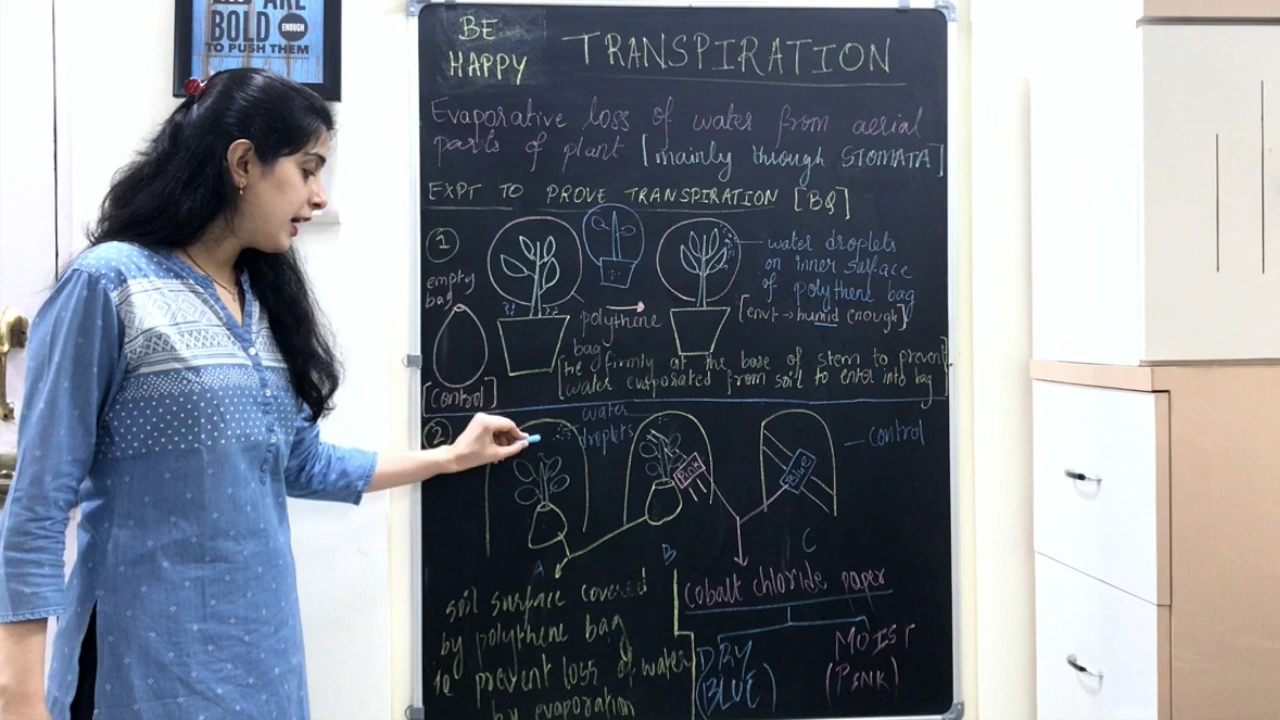 ARE
BOLD
ENOUGH
TO PUSH THEM
BE
HAPPY
TRANSPIRATION
Evaporative loss of water from aerial
parts of plant [mainly through STOMATA]
EXPT TO PROVE TRANSPIRATION [BQ]
1
empty
bag
[control]
polythene
bag
water droplets
on inner surface
of polythene bag
[envt → humid enough]
[tie firmly at the base of stem to prevent
water evaporated from soil to enter into bag]
2
water
droplets
Pink
Blue
control
A
B
C
soil surface covered
by polythene bag
to prevent loss of water
by evaporation
cobalt chloride paper
DRY
(BLUE)
MOIST
(PINK)